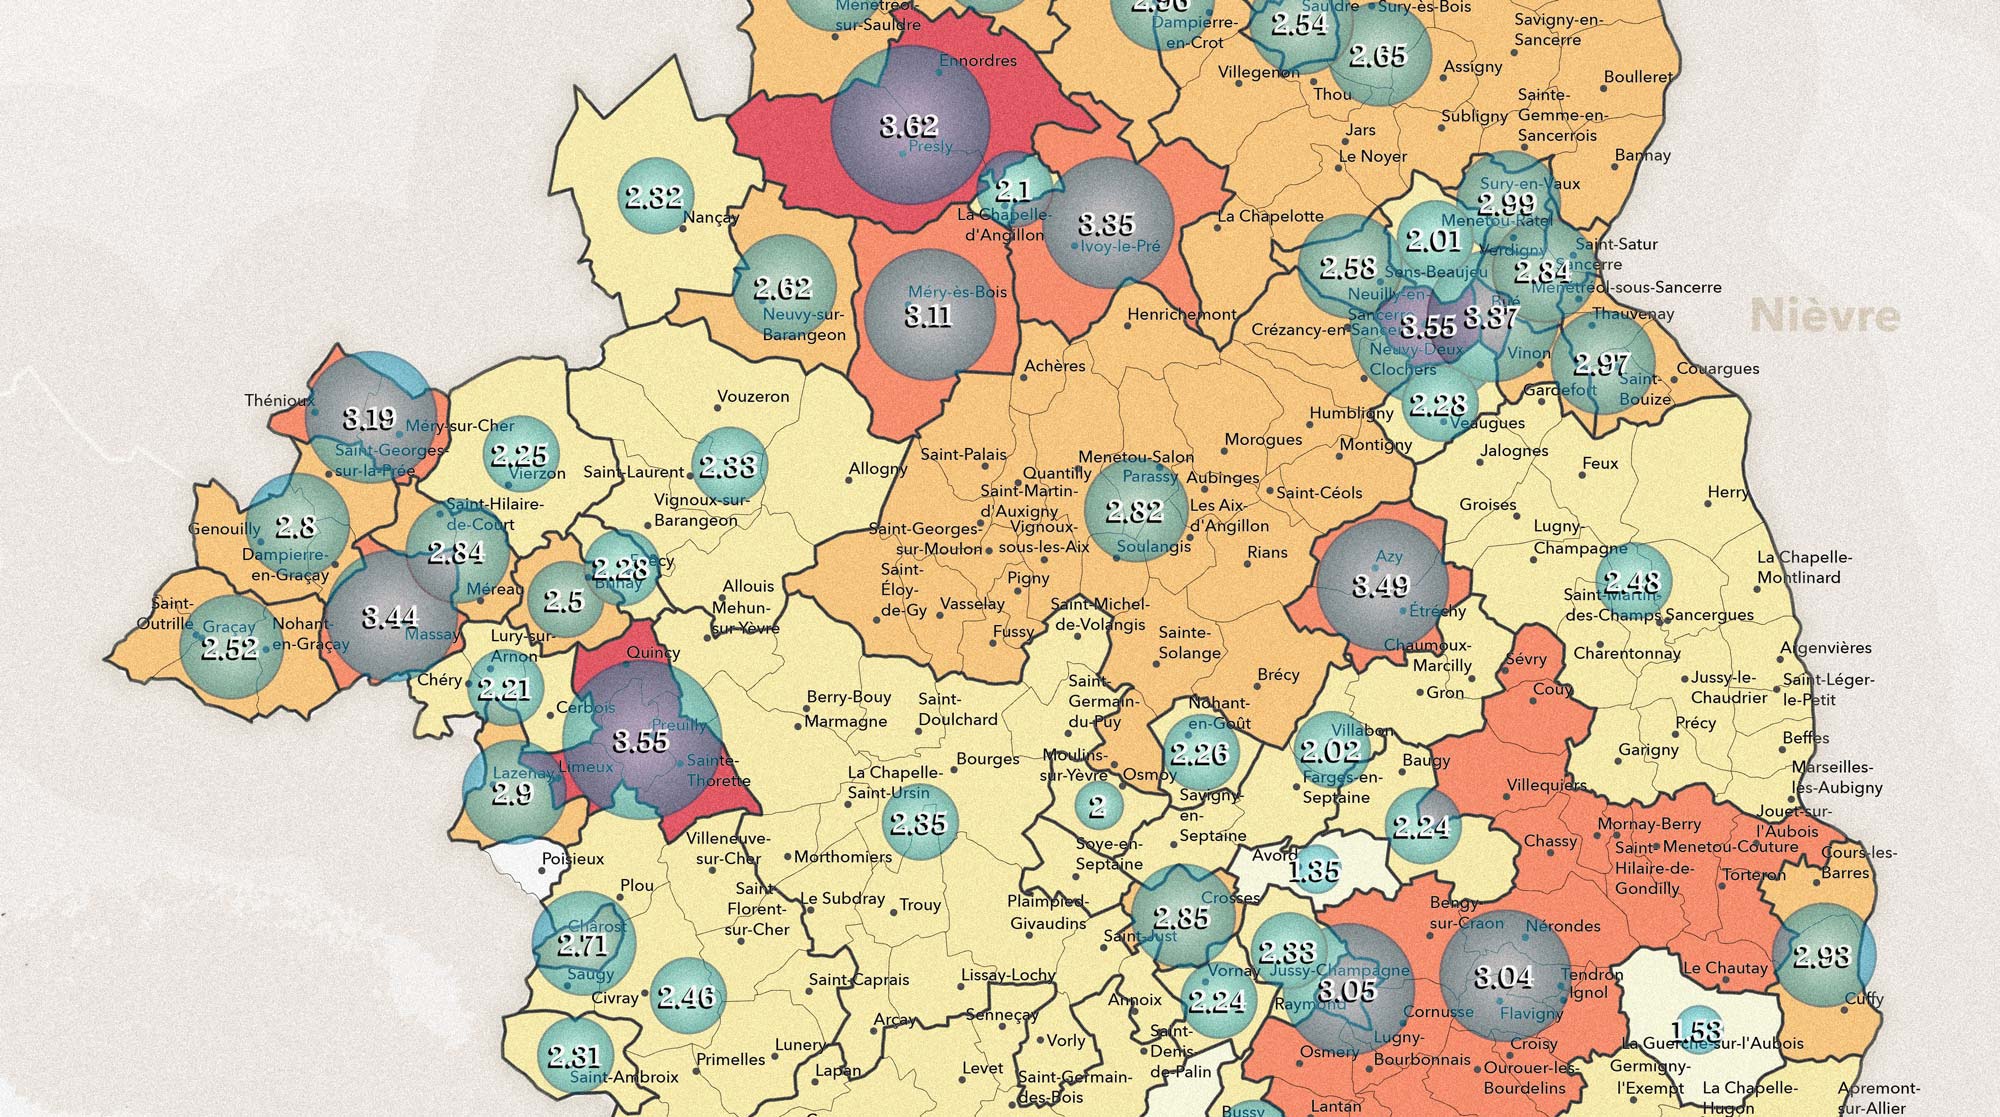 Menetréol-
sur-Sauldre
2.96
Dampierre-
en-Crot
Sauldre
2.54
Sury-ès-Bois
2.65
Savigny-en-
Sancerre
Ennordres
Villegenon
Assigny
Boulleret
Thou
Sainte-
Gemme-en-
Sancerrois
Subligny
3.62
Presly
Jars
Le Noyer
Bannay
2.32
Nançay
2.1
La Chapelle-
d'Angillon
3.35
Ivoy-le-Pré
La Chapelotte
Sury-en-Vaux
2.99
Menetou-Ratel
2.01
Verdigny
Saint-Satur
Sancerre
2.58
Sens-Beaujeu
2.84
Menétréol-sous-Sancerre
2.62
Neuvy-sur-
Barangeon
Méry-ès-Bois
3.11
Henrichemont
Neuilly-en-
Sancerre
Crézancy-en-Sancerre
3.55
Bué
3.37
Thauvenay
Nièvre
Neuvy-Deux-
Clochers
Vinon
2.97
Couargues
Saint-
Bouize
Gardefort
Achères
Thénioux
3.19
Méry-sur-Cher
Saint-Georges-
sur-la-Prée
Vouzeron
2.28
Veaugues
Humbligny
Morogues
Montigny
Jalognes
Feux
2.25
Vierzon
Saint-Laurent
2.33
Allogny
Saint-Palais
Quantilly
Menetou-Salon
Parassy
Aubinges
Saint-Céols
Groises
Herry
Saint-Hilaire-
de-Court
Vignoux-sur-
Barangeon
Saint-Martin-
d'Auxigny
2.82
Les Aix-
d'Angillon
Lugny-
Champagne
Genouilly
2.8
Dampierre-
en-Graçay
2.84
Méreau
Saint-Georges-
sur-Moulon
Vignoux-
sous-les-Aix
Soulangis
Rians
Azy
3.49
Étréchy
La Chapelle-
Montlinard
2.5
2.28
Brinay
Allouis
Mehun-
sur-Yèvre
Saint-
Éloy-
de-Gy
Pigny
Vasselay
Fussy
Saint-Michel-
de-Volangis
Sainte-
Solange
2.48
Saint-Martin-
des-Champs
Sancergues
Saint-
Outrille
Graçay
2.52
Nohant-
en-Graçay
3.44
Massay
Lury-sur-
Arnon
Chéry
2.21
Quincy
Brécy
Chaumoux-
Marcilly
Gron
Sévry
Couy
Charentonnay
Argenvières
Jussy-le-
Chaudrier
Saint-Léger-
le-Petit
Cerbois
Preuilly
3.55
Sainte-
Thorette
Berry-Bouy
Marmagne
Saint-
Doulchard
Saint-
Germain-
du-Puy
Nohant-
en-Goût
2.26
Villabon
2.02
Farges-en-
Septaine
Baugy
Précy
Garigny
Beffes
Lazenay
Limeux
2.9
Bourges
Moulins-
sur-Yèvre
Osmoy
2
Savigny-
en-
Septaine
Villequiers
Marseilles-
lès-Aubigny
La Chapelle-
Saint-Ursin
2.35
2.24
Jouet-sur-
l'Aubois
Poisieux
Villeneuve-
sur-Cher
Morthomiers
Soye-en-
Septaine
Avord
1.35
Chassy
Mornay-Berry
Saint-
Hilaire-de-
Gondilly
Menetou-Couture
Torteron
Cours-les-
Barres
Plou
Saint-
Florent-
sur-Cher
Le Subdray
Trouy
Plaimpied-
Givaudins
Crosses
2.85
Saint-Just
Bengy-
sur-Craon
Nérondes
Chârost
2.71
Saugy
Civray
2.46
Saint-Caprais
Lissay-Lochy
Annoix
Vornay
2.24
2.33
Jussy-Champagne
3.05
Raymond
Cornusse
3.04
Flavigny
Tendron
Ignol
Le Chautay
2.93
Cuffy
Arçay
Senneçay
Vorly
Saint-
Denis-
de-Palin
Lugny-
Bourbonnais
Osmery
Croisy
Ourouer-les-
Bourdelins
1.53
La Guerche-sur-l'Aubois
Germigny-
l'Exempt
2.31
Saint-Ambroix
Primelles
Lunery
Lapan
Levet
Saint-Germain-
des-Bois
Bussy
Lantan
La Chapelle-
Hugon
Apremont-
sur-Allier